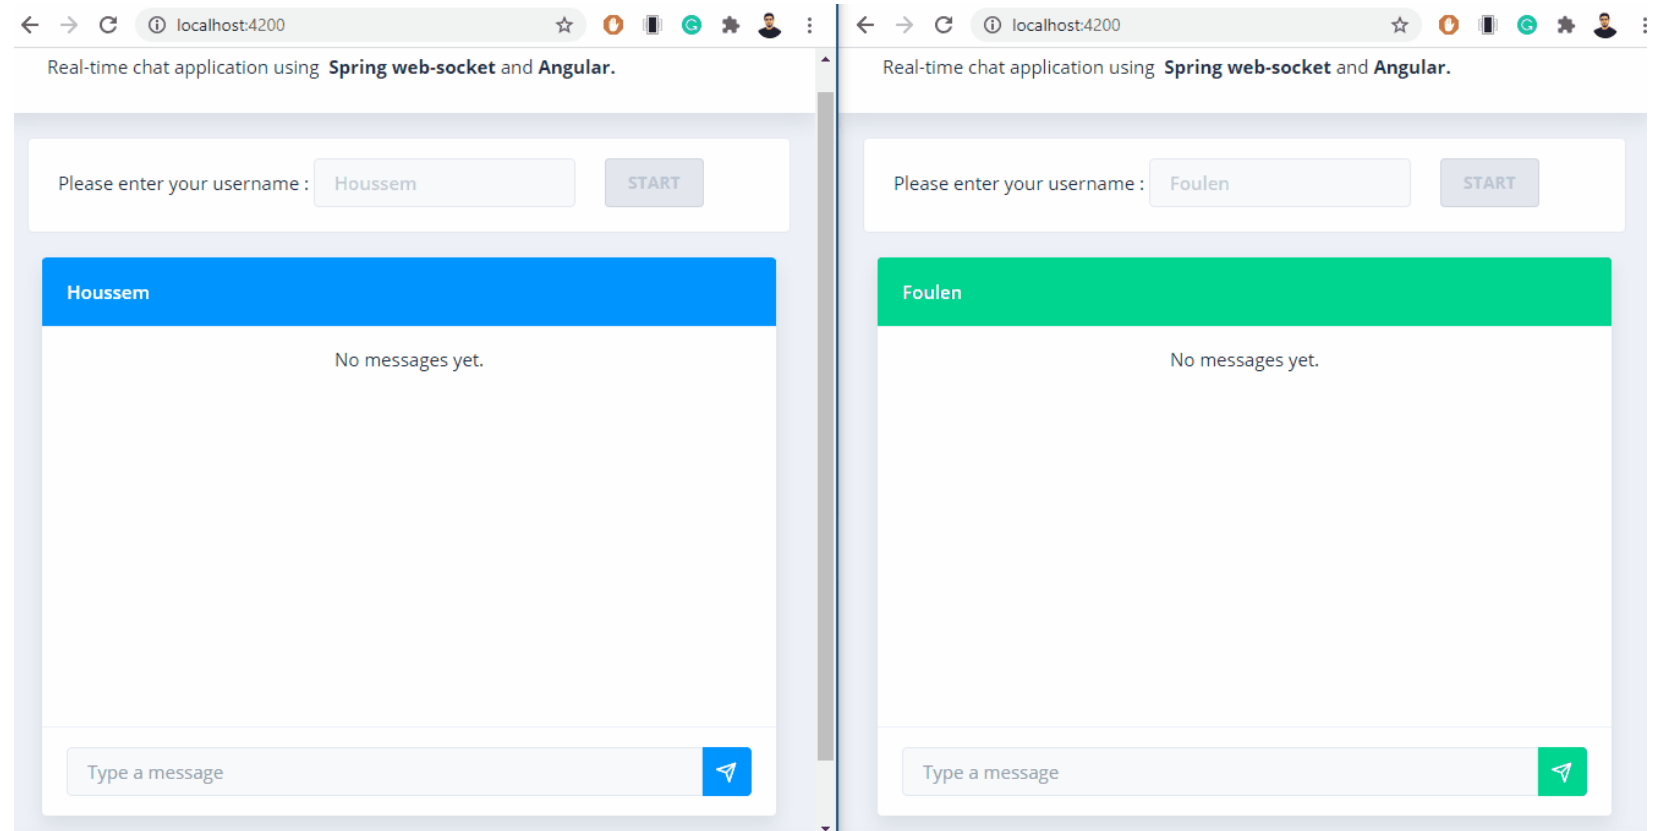 localhost:4200
Real-time chat application using Spring web-socket and Angular.
Please enter your username : Houssem START
Houssem
No messages yet.
Type a message
localhost:4200
Real-time chat application using Spring web-socket and Angular.
Please enter your username : Foulen START
Foulen
No messages yet.
Type a message